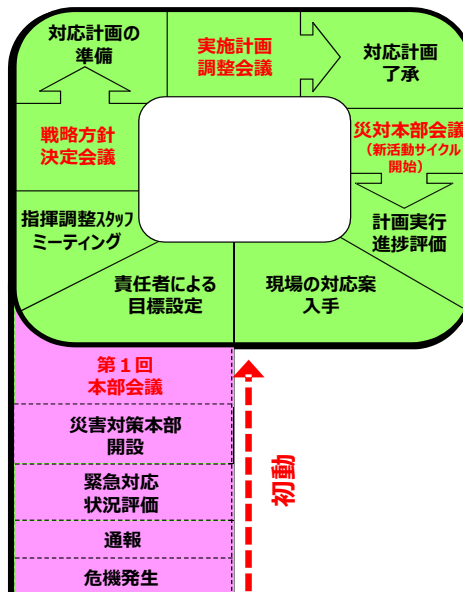 対応計画の
準備
実施計画
調整会議
対応計画
了承
戦略方針
決定会議
災対本部会議
（新活動サイクル
開始）
指揮調整ｽﾀｯﾌ
ミーティング
計画実行
進捗評価
責任者による
目標設定
現場の対応案
入手
第１回
本部会議
災害対策本部
開設
緊急対応
状況評価
通報
危機発生
初動